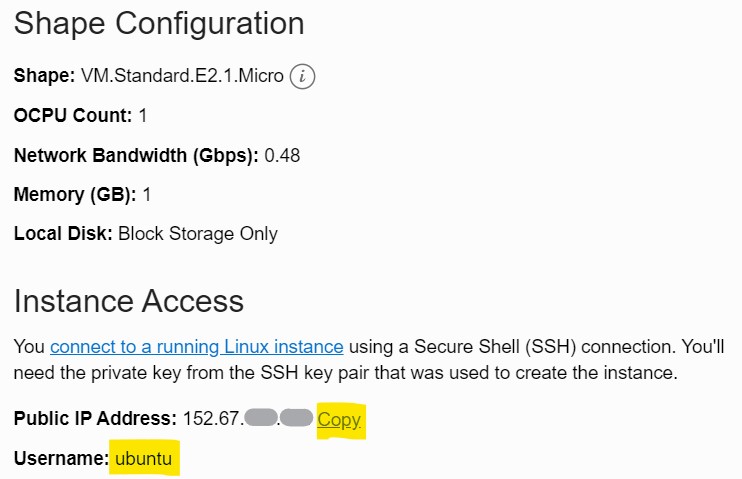 Shape Configuration
Shape: VM.Standard.E2.1.Micro i
OCPU Count: 1
Network Bandwidth (Gbps): 0.48
Memory (GB): 1
Local Disk: Block Storage Only
Instance Access
You connect to a running Linux instance using a Secure Shell (SSH) connection. You'll
need the private key from the SSH key pair that was used to create the instance.
Public IP Address: 152.67. . Copy
Username: ubuntu